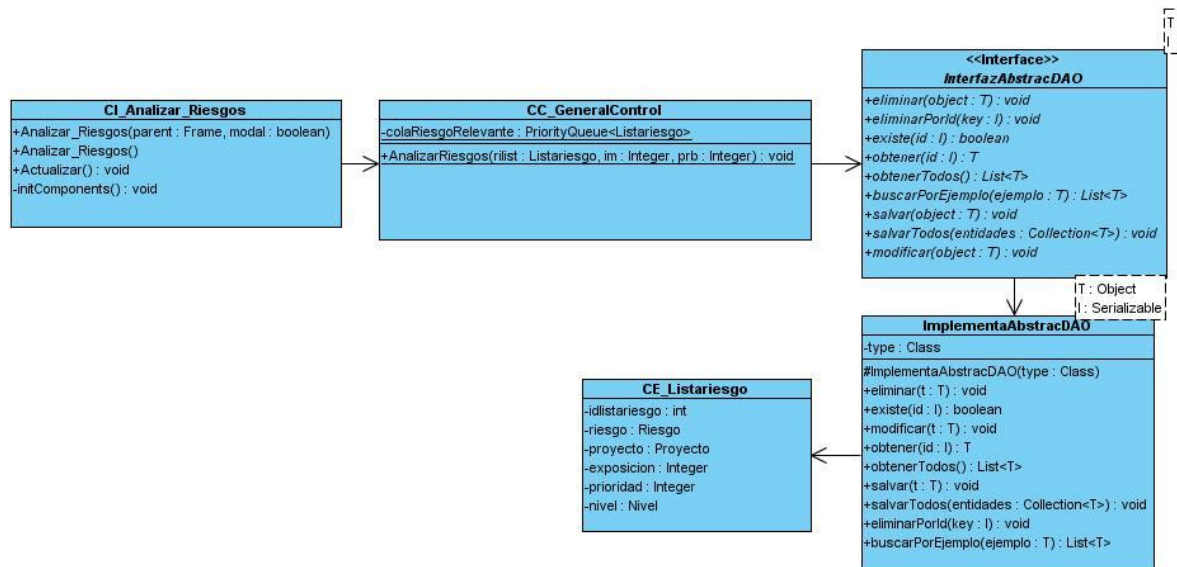 CI_Analizar_Riesgos
+Analizar_Riesgos(parent : Frame, modal : boolean)
+Analizar_Riesgos()
+Actualizar() : void
-initComponents() : void
CC_GeneralControl
-colaRiesgoRelevante : PriorityQueue<Listariesgo>
+AnalizarRiesgos(rilist : Listariesgo, im : Integer, prb : Integer) : void
T
I
<<Interface>>
InterfazAbstracDAO
+eliminar(object : T) : void
+eliminarPorId(key : I) : void
+existe(id : I) : boolean
+obtener(id : I) : T
+obtenerTodos() : List<T>
+buscarPorEjemplo(ejemplo : T) : List<T>
+salvar(object : T) : void
+salvarTodos(entidades : Collection<T>) : void
+modificar(object : T) : void
T : Object
I : Serializable
ImplementaAbstracDAO
-type : Class
#ImplementaAbstracDAO(type : Class)
+eliminar(t : T) : void
+existe(id : I) : boolean
+modificar(t : T) : void
+obtener(id : I) : T
+obtenerTodos() : List<T>
+salvar(t : T) : void
+salvarTodos(entidades : Collection<T>) : void
+eliminarPorId(key : I) : void
+buscarPorEjemplo(ejemplo : T) : List<T>
CE_Listariesgo
-idlistariesgo : int
-riesgo : Riesgo
-proyecto : Proyecto
-exposicion : Integer
-prioridad : Integer
-nivel : Nivel